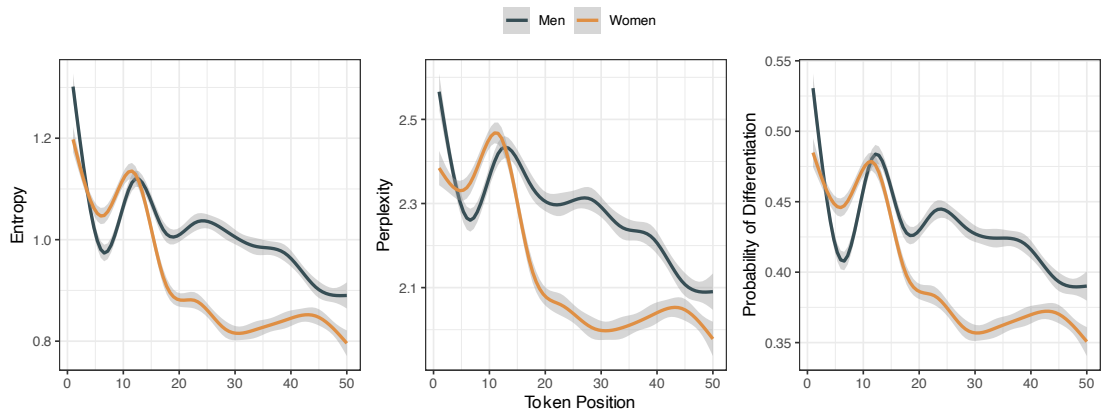 Men Women
Entropy
1.2
1.0
0.8
0 10 20 30 40 50
Perplexity
2.5
2.3
2.1
0 10 20 30 40 50
Token Position
Probability of Differentiation
0.55
0.50
0.45
0.40
0.35
0 10 20 30 40 50